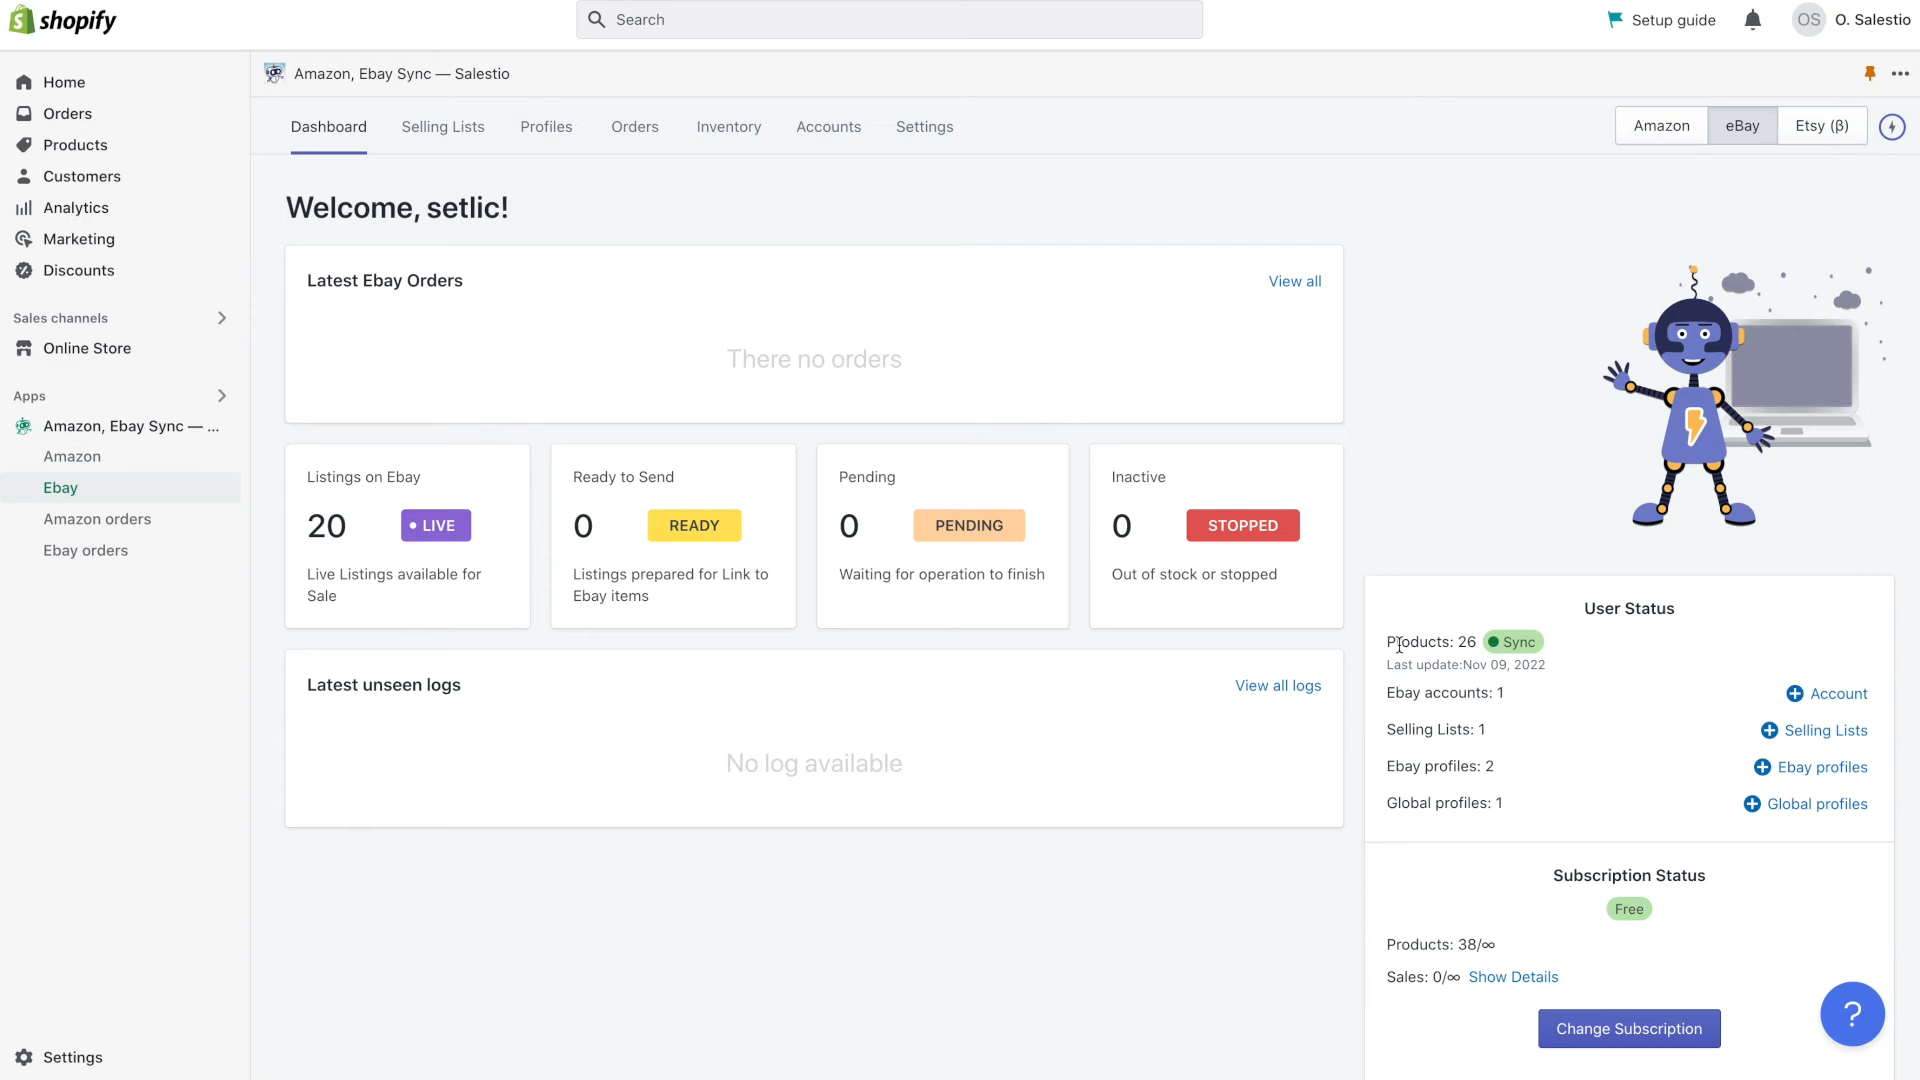 shopify
Search
Setup guide
OS
O. Salestio
Home
Orders
Products
Customers
Analytics
Marketing
Discounts
Sales channels
Online Store
Apps
Amazon, Ebay Sync — ...
Amazon
Ebay
Amazon orders
Ebay orders
Settings
Amazon, Ebay Sync — Salestio
Dashboard
Selling Lists
Profiles
Orders
Inventory
Accounts
Settings
Amazon
eBay
Etsy (β)
Welcome, setlic!
Latest Ebay Orders
View all
There no orders
Listings on Ebay
20
• LIVE
Live Listings available for
Sale
Ready to Send
0
READY
Listings prepared for Link to
Ebay items
Pending
0
PENDING
Waiting for operation to finish
Inactive
0
STOPPED
Out of stock or stopped
Latest unseen logs
View all logs
No log available
User Status
Products: 26
Sync
Last update:Nov 09, 2022
Ebay accounts: 1
Account
Selling Lists: 1
Selling Lists
Ebay profiles: 2
Ebay profiles
Global profiles: 1
Global profiles
Subscription Status
Free
Products: 38/∞
Sales: 0/∞ Show Details
Change Subscription
?